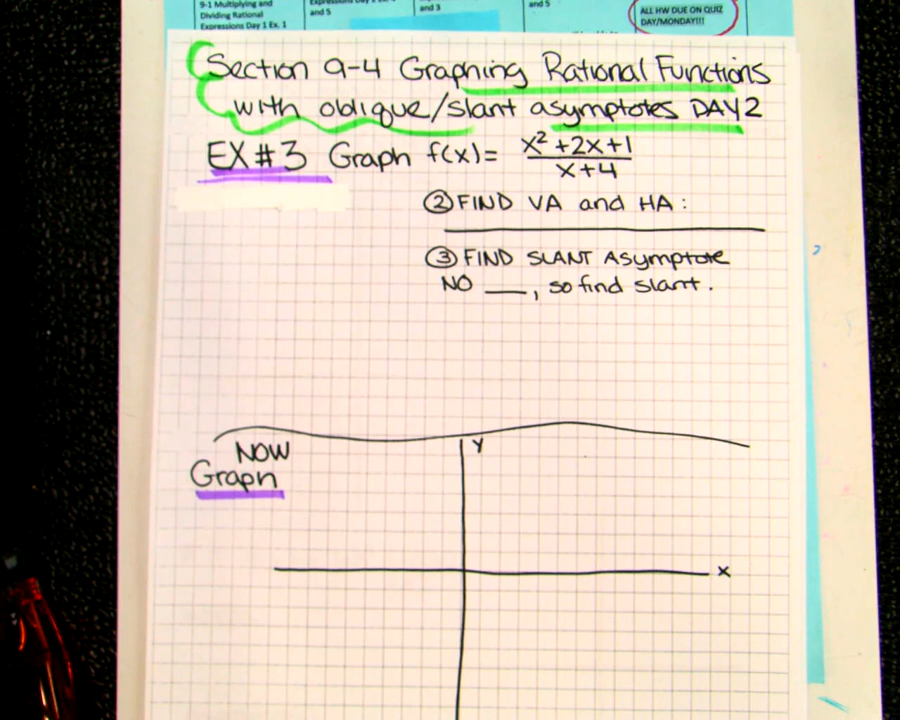 9-1 Multiplying and
Dividing Rational
Expressions Day 1 Ex. 1
and 5
and 3
and 5
ALL HW DUE ON QUIZ
DAY/MONDAY!!!
Section 9-4 Graphing Rational Functions
with oblique/slant asymptotes DAY 2
EX #3 Graph f(x) = x² + 2x + 1
x + 4
② FIND VA and HA:
③ FIND SLANT Asymptote
NO ___, so find slant.
NOW
Graph
Y
x